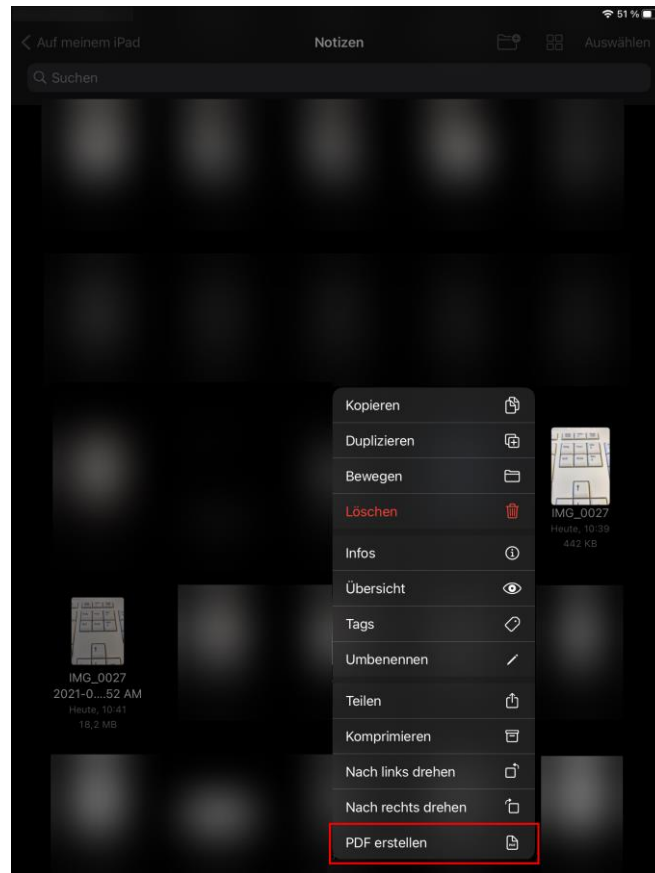 51 %
Auf meinem iPad
Notizen
Auswählen
Suchen
Kopieren
Duplizieren
Bewegen
Löschen
IMG_0027
Heute, 10:39
442 KB
Infos
Übersicht
Tags
Umbenennen
IMG_0027
2021-0....52 AM
Heute, 10:41
18,2 MB
Teilen
Komprimieren
Nach links drehen
Nach rechts drehen
PDF erstellen